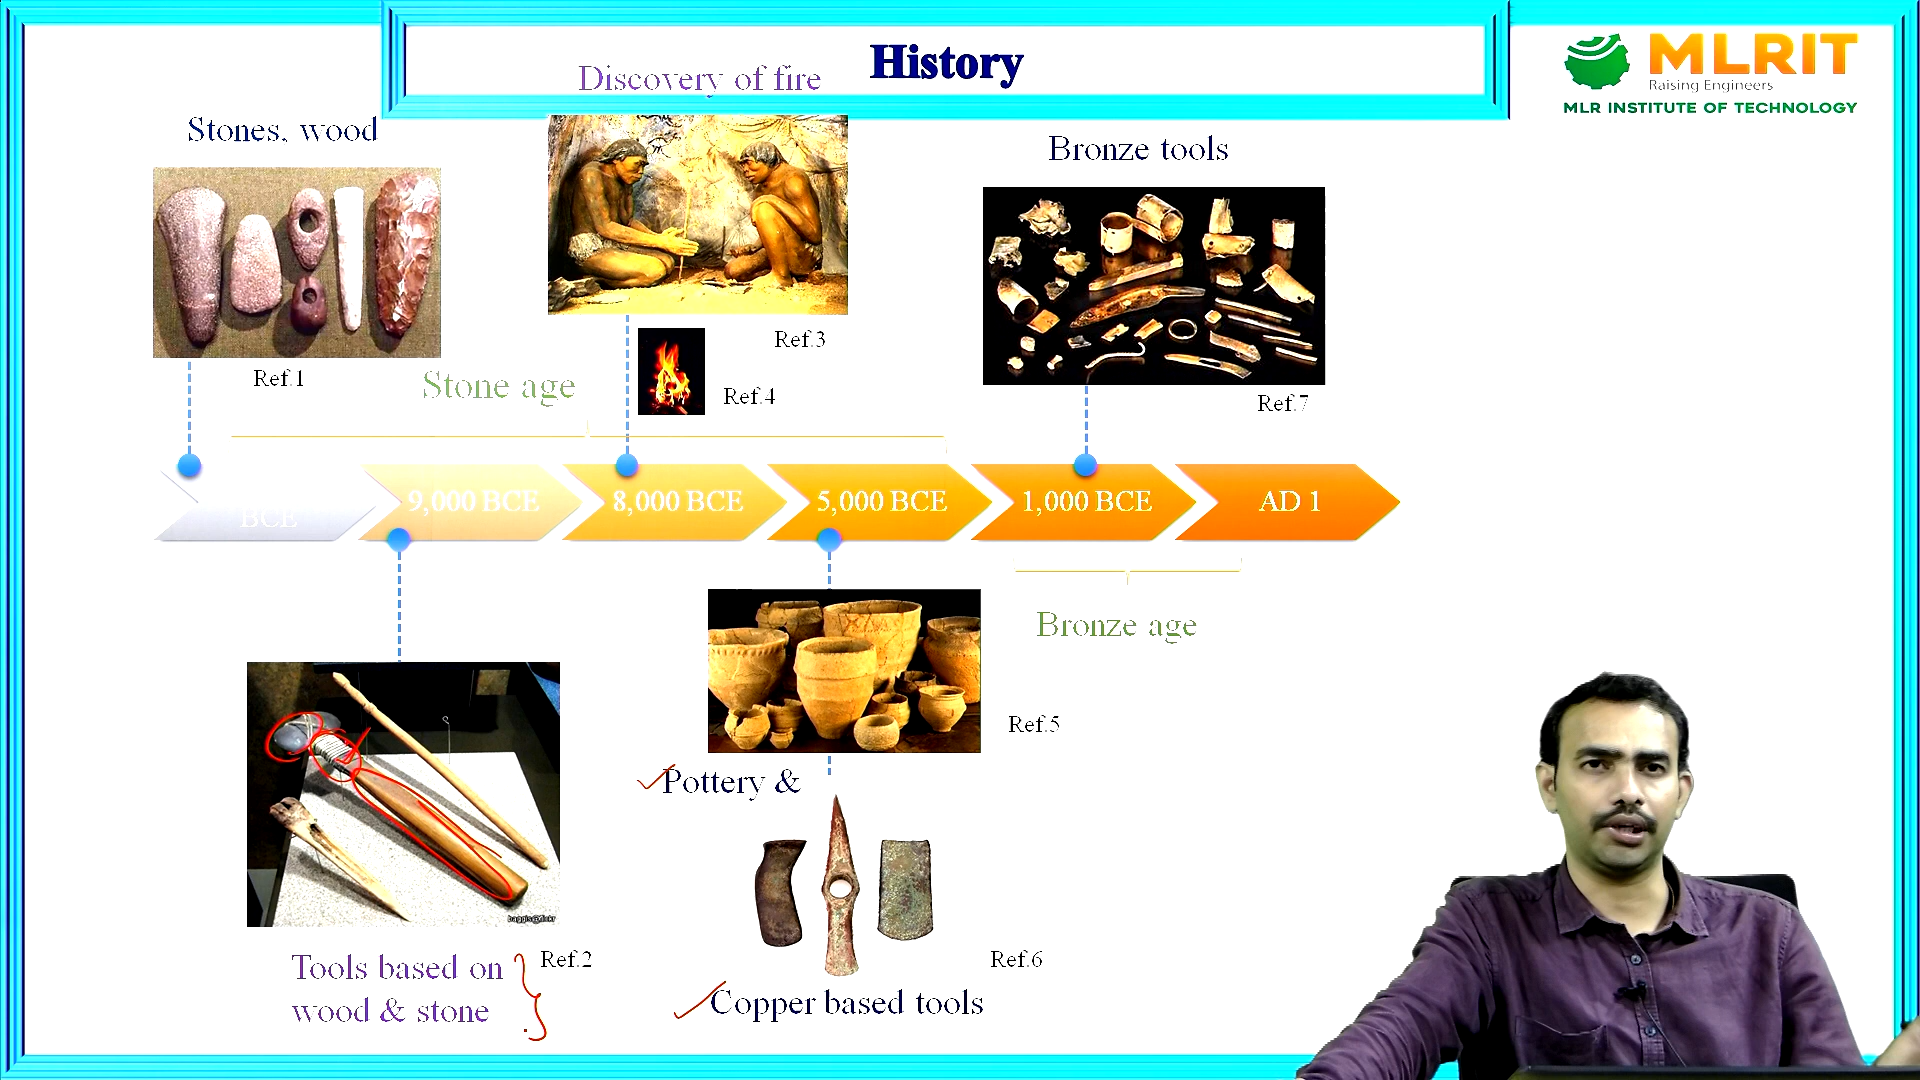 History
Discovery of fire
MLRIT
Raising Engineers
MLR INSTITUTE OF TECHNOLOGY
Stones, wood
Bronze tools
Ref.1
Ref.3
Stone age
Ref.4
Ref.7
BCE
9,000 BCE
8,000 BCE
5,000 BCE
1,000 BCE
AD 1
Bronze age
Ref.5
Pottery &
baggis@flickr
Tools based on
wood & stone
Ref.2
Ref.6
Copper based tools